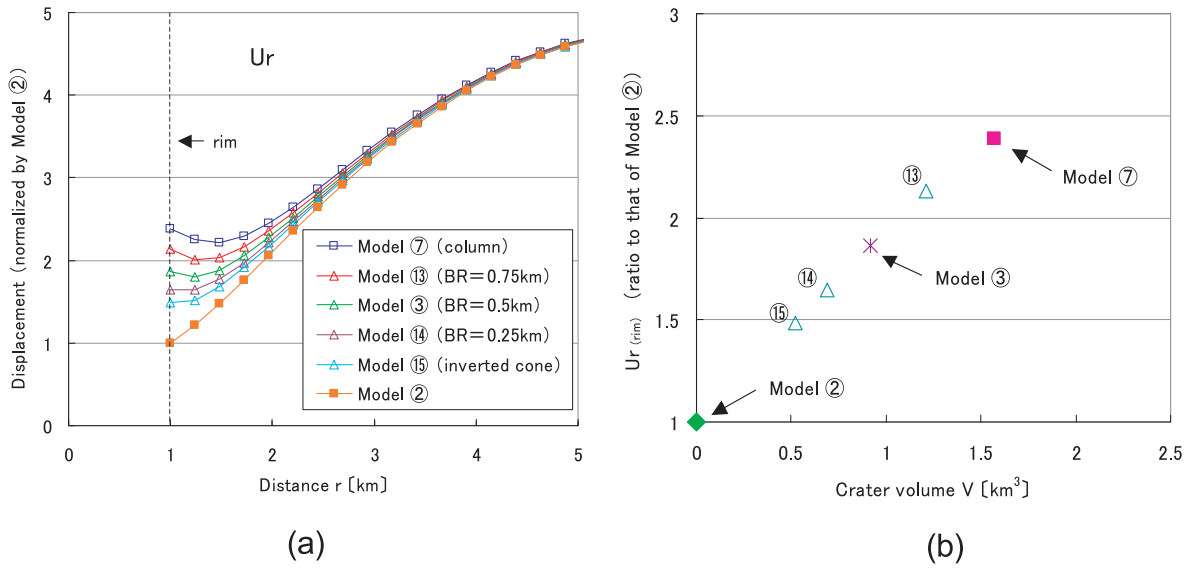 5
4
3
2
1
0
Displacement (normalized by Model ②)
Ur
rim
Model ⑦ (column)
Model ⑬ (BR=0.75km)
Model ③ (BR=0.5km)
Model ⑭ (BR=0.25km)
Model ⑮ (inverted cone)
Model ②
0 1 2 3 4 5
Distance r [km]
(a)
3
2.5
2
1.5
1
Ur (rim) (ratio to that of Model ②)
⑬
Model ⑦
Model ③
⑭
⑮
Model ②
0 0.5 1 1.5 2 2.5
Crater volume V [km³]
(b)